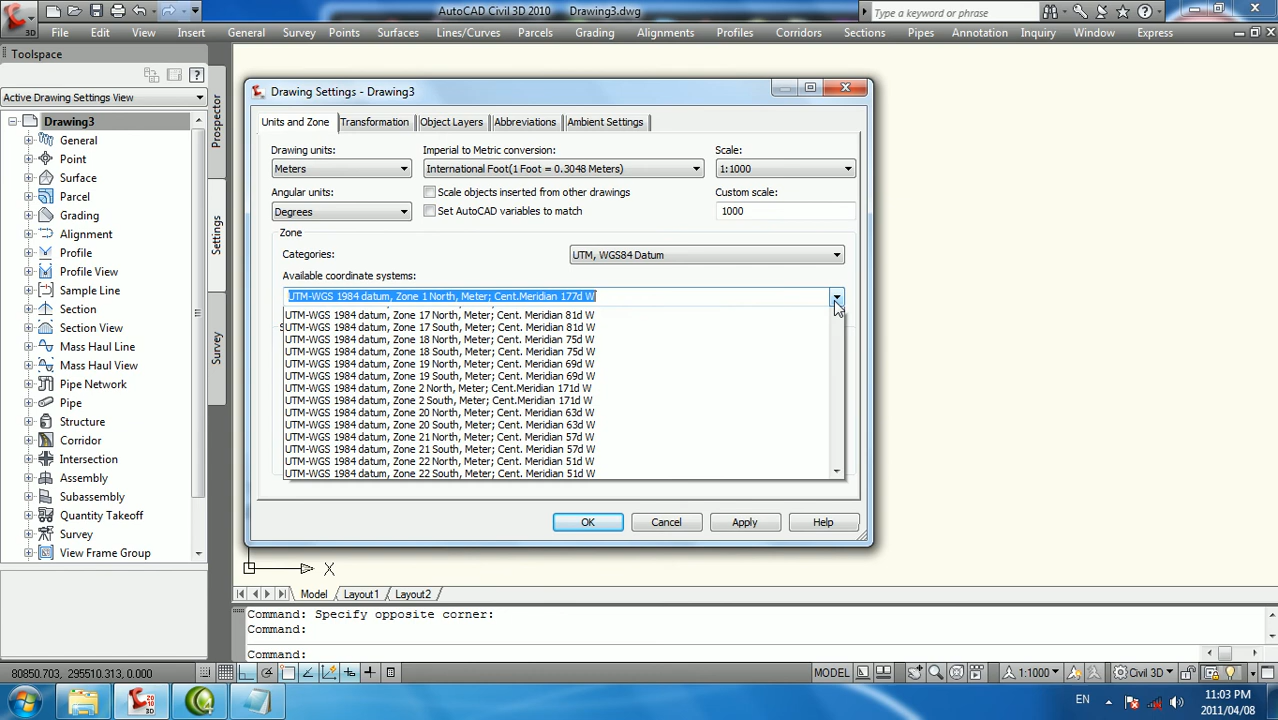 AutoCAD Civil 3D 2010 Drawing3.dwg
Type a keyword or phrase
3D
File Edit View Insert General Survey Points Surfaces Lines/Curves Parcels Grading Alignments Profiles Corridors Sections Pipes Annotation Inquiry Window Express
Toolspace
Active Drawing Settings View
Drawing3
General
Point
Surface
Parcel
Grading
Alignment
Profile
Profile View
Sample Line
Section
Section View
Mass Haul Line
Mass Haul View
Pipe Network
Pipe
Structure
Corridor
Intersection
Assembly
Subassembly
Quantity Takeoff
Survey
View Frame Group
Prospector
Settings
Survey
Drawing Settings - Drawing3
Units and Zone Transformation Object Layers Abbreviations Ambient Settings
Drawing units: Imperial to Metric conversion: Scale:
Meters International Foot(1 Foot = 0.3048 Meters) 1:1000
Angular units: Scale objects inserted from other drawings Custom scale:
Degrees Set AutoCAD variables to match 1000
Zone
Categories: UTM, WGS84 Datum
Available coordinate systems:
UTM-WGS 1984 datum, Zone 1 North, Meter; Cent.Meridian 177d W
UTM-WGS 1984 datum, Zone 17 North, Meter; Cent. Meridian 81d W
UTM-WGS 1984 datum, Zone 17 South, Meter; Cent. Meridian 81d W
UTM-WGS 1984 datum, Zone 18 North, Meter; Cent. Meridian 75d W
UTM-WGS 1984 datum, Zone 18 South, Meter; Cent. Meridian 75d W
UTM-WGS 1984 datum, Zone 19 North, Meter; Cent. Meridian 69d W
UTM-WGS 1984 datum, Zone 19 South, Meter; Cent. Meridian 69d W
UTM-WGS 1984 datum, Zone 2 North, Meter; Cent.Meridian 171d W
UTM-WGS 1984 datum, Zone 2 South, Meter; Cent.Meridian 171d W
UTM-WGS 1984 datum, Zone 20 North, Meter; Cent. Meridian 63d W
UTM-WGS 1984 datum, Zone 20 South, Meter; Cent. Meridian 63d W
UTM-WGS 1984 datum, Zone 21 North, Meter; Cent. Meridian 57d W
UTM-WGS 1984 datum, Zone 21 South, Meter; Cent. Meridian 57d W
UTM-WGS 1984 datum, Zone 22 North, Meter; Cent. Meridian 51d W
UTM-WGS 1984 datum, Zone 22 South, Meter; Cent. Meridian 51d W
OK Cancel Apply Help
X
Model Layout1 Layout2
Command: Specify opposite corner:
Command:
Command:
80850.703, 295510.313, 0.000 MODEL 1:1000 Civil 3D
EN 11:03 PM
2011/04/08